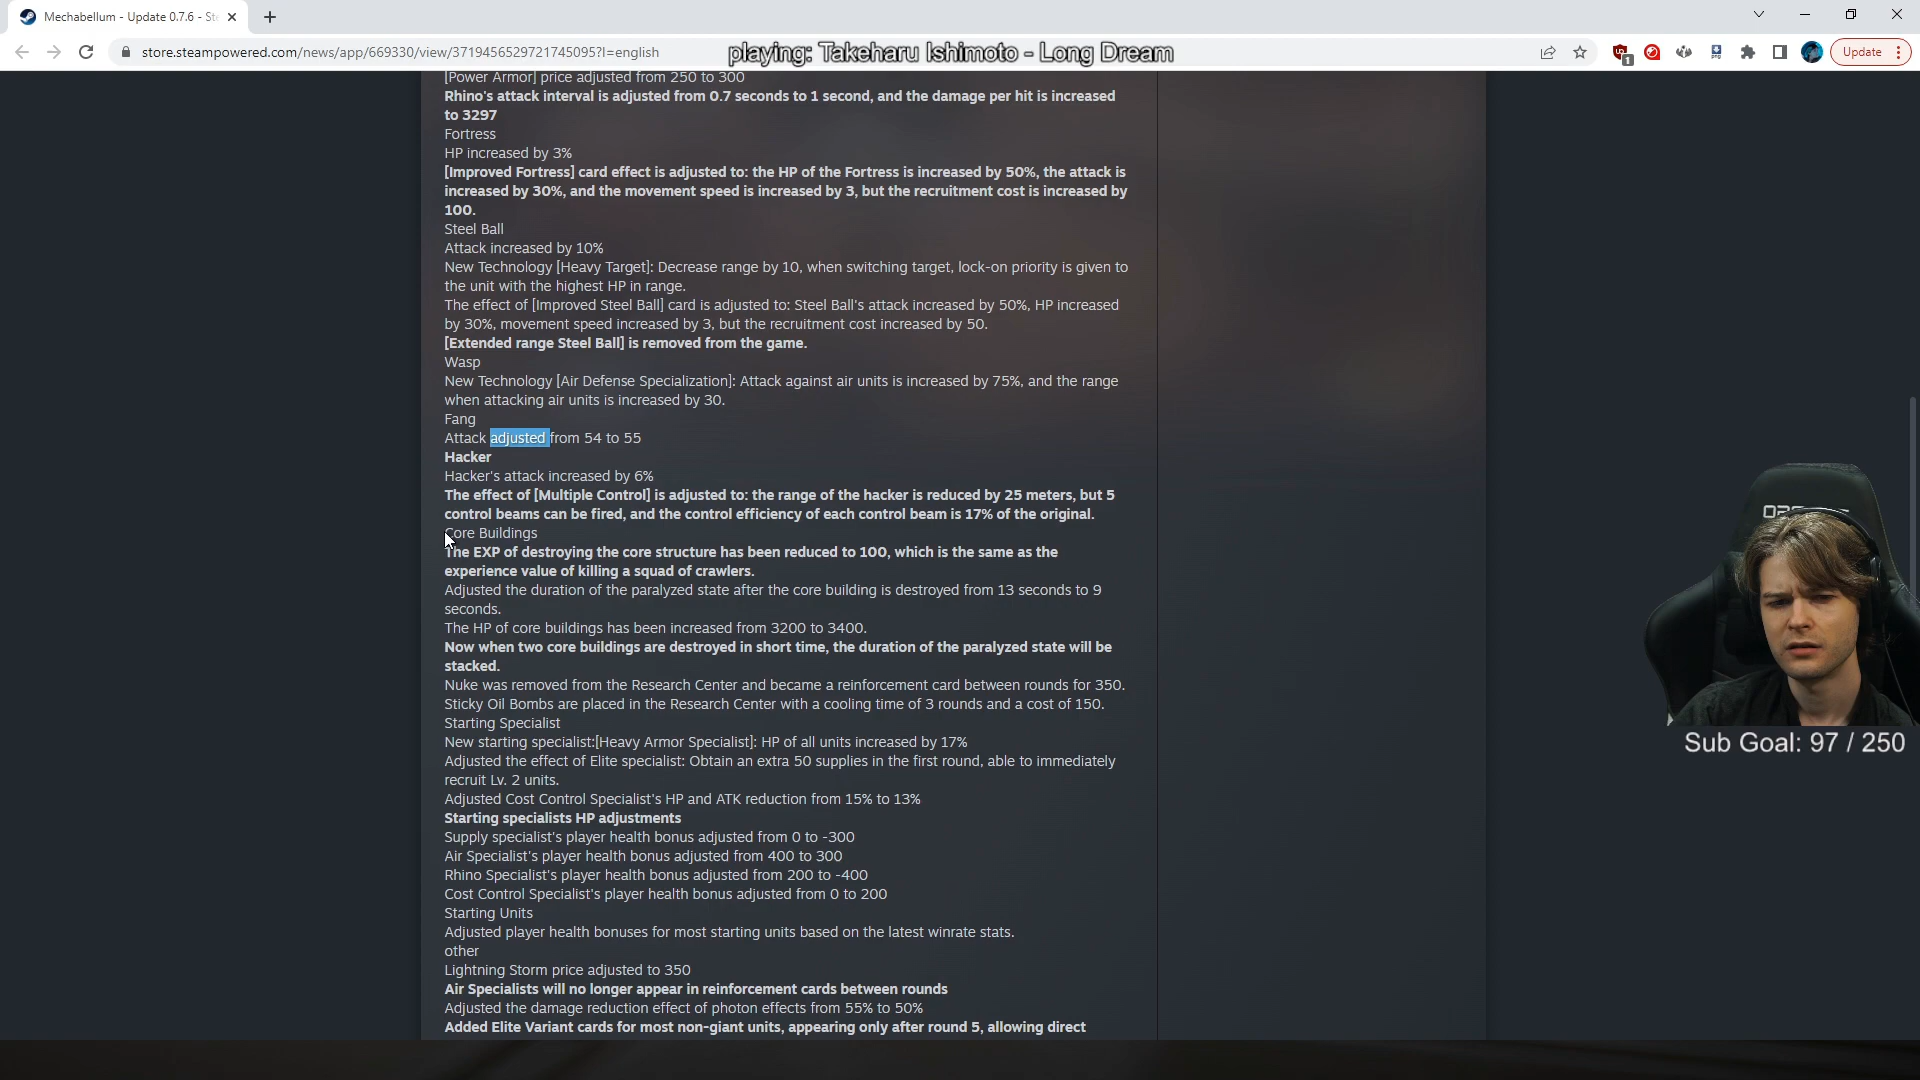 Mechabellum - Update 0.7.6 - Ste
store.steampowered.com/news/app/669330/view/3719456529721745095?l=english
playing: Takeharu Ishimoto - Long Dream
1
Update
[Power Armor] price adjusted from 250 to 300
Rhino's attack interval is adjusted from 0.7 seconds to 1 second, and the damage per hit is increased
to 3297
Fortress
HP increased by 3%
[Improved Fortress] card effect is adjusted to: the HP of the Fortress is increased by 50%, the attack is
increased by 30%, and the movement speed is increased by 3, but the recruitment cost is increased by
100.
Steel Ball
Attack increased by 10%
New Technology [Heavy Target]: Decrease range by 10, when switching target, lock-on priority is given to
the unit with the highest HP in range.
The effect of [Improved Steel Ball] card is adjusted to: Steel Ball's attack increased by 50%, HP increased
by 30%, movement speed increased by 3, but the recruitment cost increased by 50.
[Extended range Steel Ball] is removed from the game.
Wasp
New Technology [Air Defense Specialization]: Attack against air units is increased by 75%, and the range
when attacking air units is increased by 30.
Fang
Attack adjusted from 54 to 55
Hacker
Hacker's attack increased by 6%
The effect of [Multiple Control] is adjusted to: the range of the hacker is reduced by 25 meters, but 5
control beams can be fired, and the control efficiency of each control beam is 17% of the original.
Core Buildings
The EXP of destroying the core structure has been reduced to 100, which is the same as the
experience value of killing a squad of crawlers.
Adjusted the duration of the paralyzed state after the core building is destroyed from 13 seconds to 9
seconds.
The HP of core buildings has been increased from 3200 to 3400.
Now when two core buildings are destroyed in short time, the duration of the paralyzed state will be
stacked.
Nuke was removed from the Research Center and became a reinforcement card between rounds for 350.
Sticky Oil Bombs are placed in the Research Center with a cooling time of 3 rounds and a cost of 150.
Starting Specialist
New starting specialist:[Heavy Armor Specialist]: HP of all units increased by 17%
Adjusted the effect of Elite specialist: Obtain an extra 50 supplies in the first round, able to immediately
recruit Lv. 2 units.
Adjusted Cost Control Specialist's HP and ATK reduction from 15% to 13%
Starting specialists HP adjustments
Supply specialist's player health bonus adjusted from 0 to -300
Air Specialist's player health bonus adjusted from 400 to 300
Rhino Specialist's player health bonus adjusted from 200 to -400
Cost Control Specialist's player health bonus adjusted from 0 to 200
Starting Units
Adjusted player health bonuses for most starting units based on the latest winrate stats.
other
Lightning Storm price adjusted to 350
Air Specialists will no longer appear in reinforcement cards between rounds
Adjusted the damage reduction effect of photon effects from 55% to 50%
Added Elite Variant cards for most non-giant units, appearing only after round 5, allowing direct
Sub Goal: 97 / 250